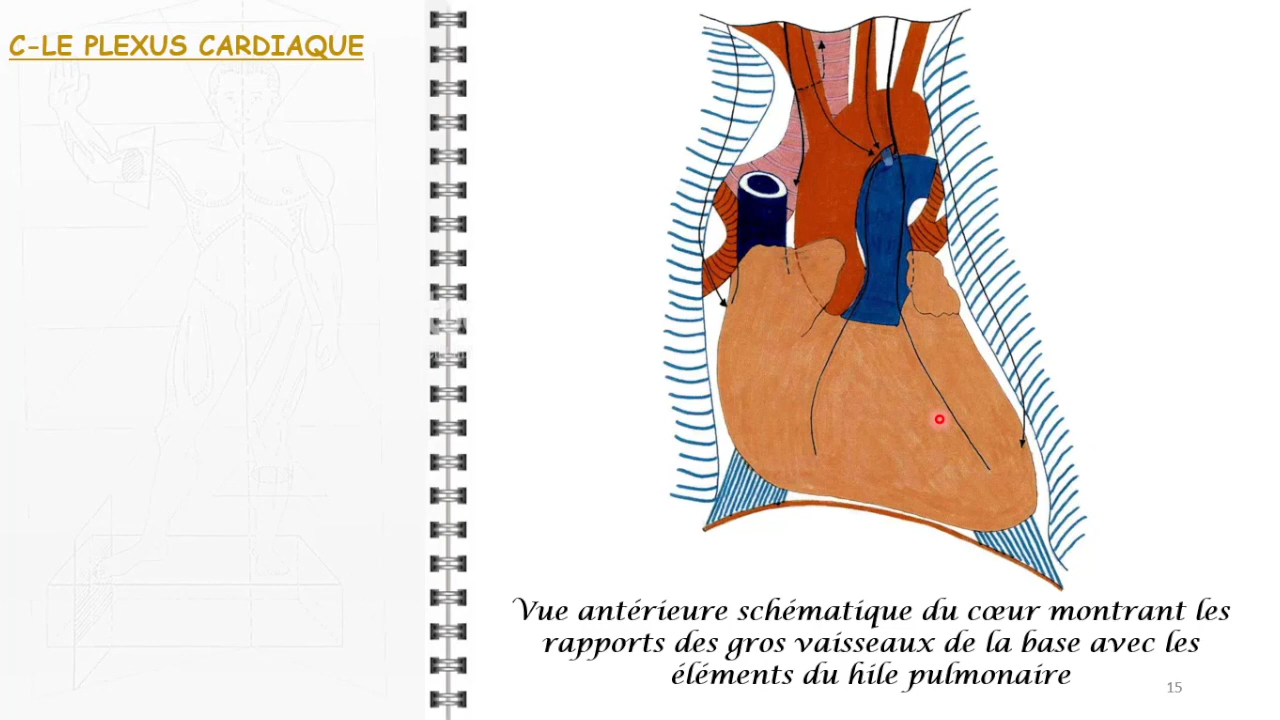 C-LE PLEXUS CARDIAQUE
Vue antérieure schématique du cœur montrant les
rapports des gros vaisseaux de la base avec les
éléments du hile pulmonaire
15